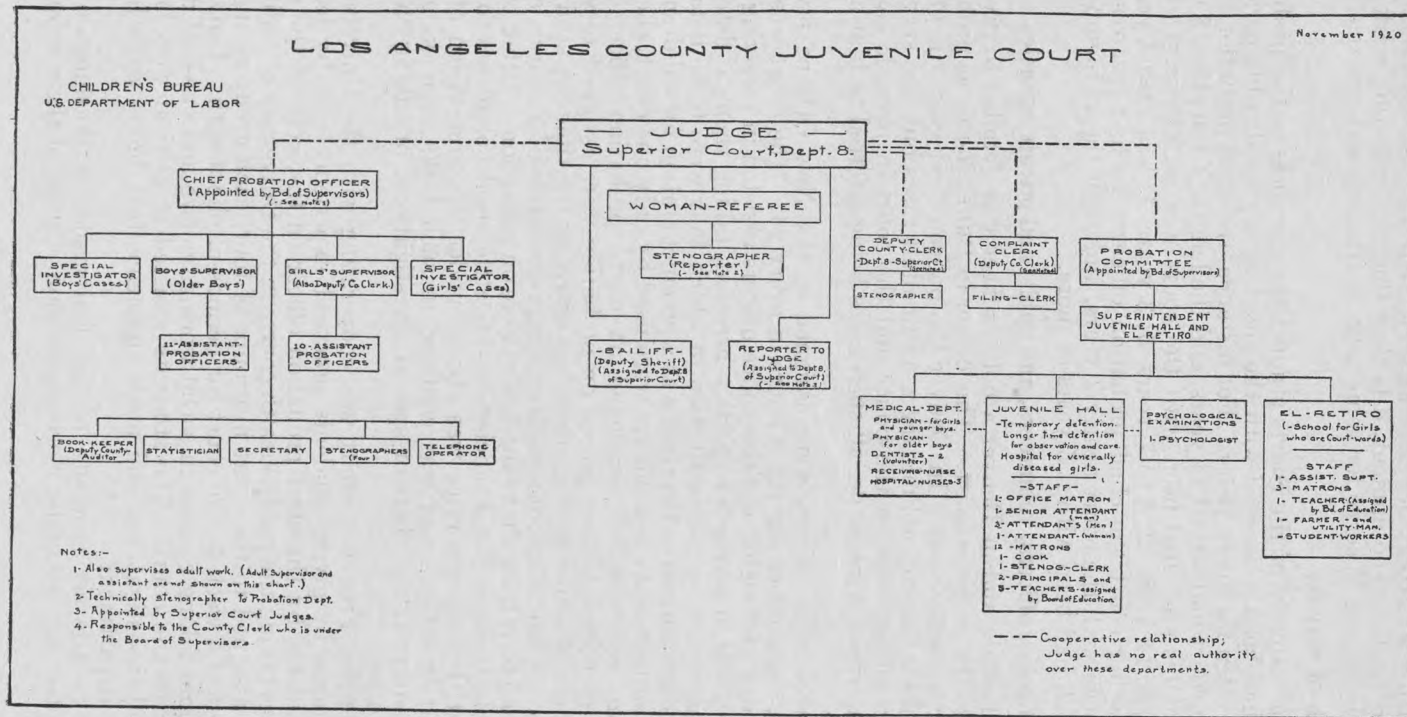 November 1920
LOS ANGELES COUNTY JUVENILE COURT
CHILDREN'S BUREAU
U.S. DEPARTMENT OF LABOR
— JUDGE —
Superior Court, Dept. 8.
CHIEF PROBATION OFFICER
(Appointed by Bd. of Supervisors)
(- See Note 1)
WOMAN-REFEREE
STENOGRAPHER
(Reporter)
(- See Note 2)
DEPUTY
COUNTY-CLERK
-Dept. 8 - Superior Ct.
STENOGRAPHER
COMPLAINT
CLERK
(Deputy Co. Clerk)
FILING-CLERK
PROBATION
COMMITTEE
(Appointed by Bd. of Supervisors)
SUPERINTENDENT
JUVENILE HALL AND
EL RETIRO
SPECIAL
INVESTIGATOR
(Boys' Cases)
BOYS' SUPERVISOR
(Older Boys)
GIRLS' SUPERVISOR
(Also Deputy Co. Clerk)
SPECIAL
INVESTIGATOR
(Girls' Cases)
11-ASSISTANT-
PROBATION
OFFICERS
10-ASSISTANT
PROBATION
OFFICERS
-BAILIFF-
(Deputy Sheriff)
(Assigned to Dept. 8
of Superior Court)
REPORTER TO
JUDGE
(Assigned to Dept. 8,
of Superior Court)
(- See Note 3)
BOOK-KEEPER
(Deputy County-
Auditor)
STATISTICIAN
SECRETARY
STENOGRAPHERS
(Four)
TELEPHONE
OPERATOR
MEDICAL-DEPT.
PHYSICIAN - for Girls
and younger boys.
PHYSICIAN-
for older boys
DENTISTS - 2
-(volunteer)
RECEIVING-NURSE
HOSPITAL-NURSES-3
JUVENILE HALL
-Temporary detention.
Longer time detention
for observation and care.
Hospital for venerally
diseased girls.
-STAFF-
1- OFFICE MATRON
1- SENIOR ATTENDANT
(man)
3- ATTENDANTS (Men)
1- ATTENDANT- (Woman)
12 -MATRONS
1- COOK
1- STENOG.-CLERK
2- PRINCIPALS and
5- TEACHERS-assigned
by Board of Education
PSYCHOLOGICAL
EXAMINATIONS
1- PSYCHOLOGIST
EL-RETIRO
(-School for Girls
who are Court-wards)
STAFF
1- ASSIST. SUPT.
3- MATRONS
1- TEACHER-(Assigned
by Bd. of Education)
1- FARMER - and
UTILITY-MAN.
-STUDENT-WORKERS
Notes:-
1- Also supervises adult work. (Adult Supervisor and
assistant are not shown on this chart.)
2- Technically stenographer to Probation Dept.
3- Appointed by Superior Court Judges.
4- Responsible to the County Clerk who is under
the Board of Supervisors.
Cooperative relationship;
Judge has no real authority
over these departments.